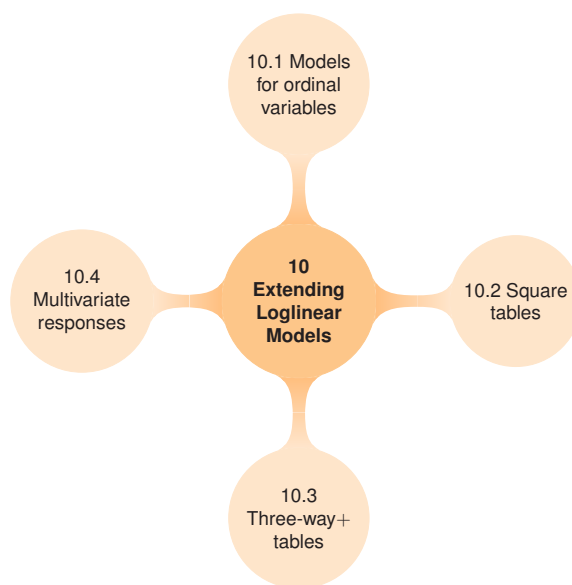 10.1 Models
for ordinal
variables
10
Extending
Loglinear
Models
10.4
Multivariate
responses
10.2 Square
tables
10.3
Three-way+
tables